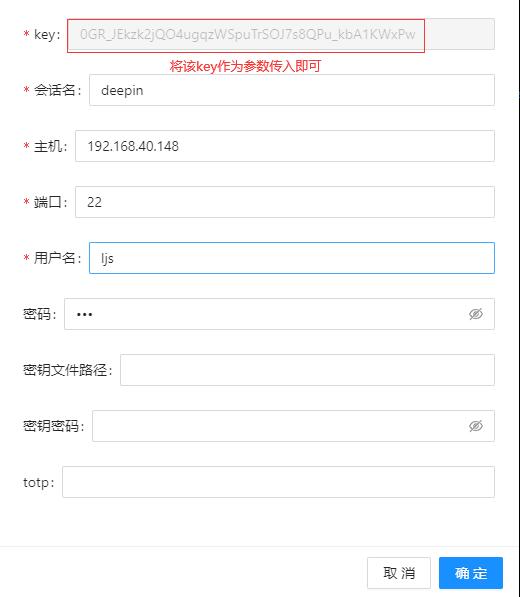 * key: 0GR_JEkzk2jQO4ugqzWSpuTrSOJ7s8QPu_kbA1KWxPw
将该key作为参数传入即可
* 会话名: deepin
* 主机: 192.168.40.148
* 端口: 22
* 用户名: ljs
密码: •••
密钥文件路径:
密钥密码:
totp:
取 消 确 定